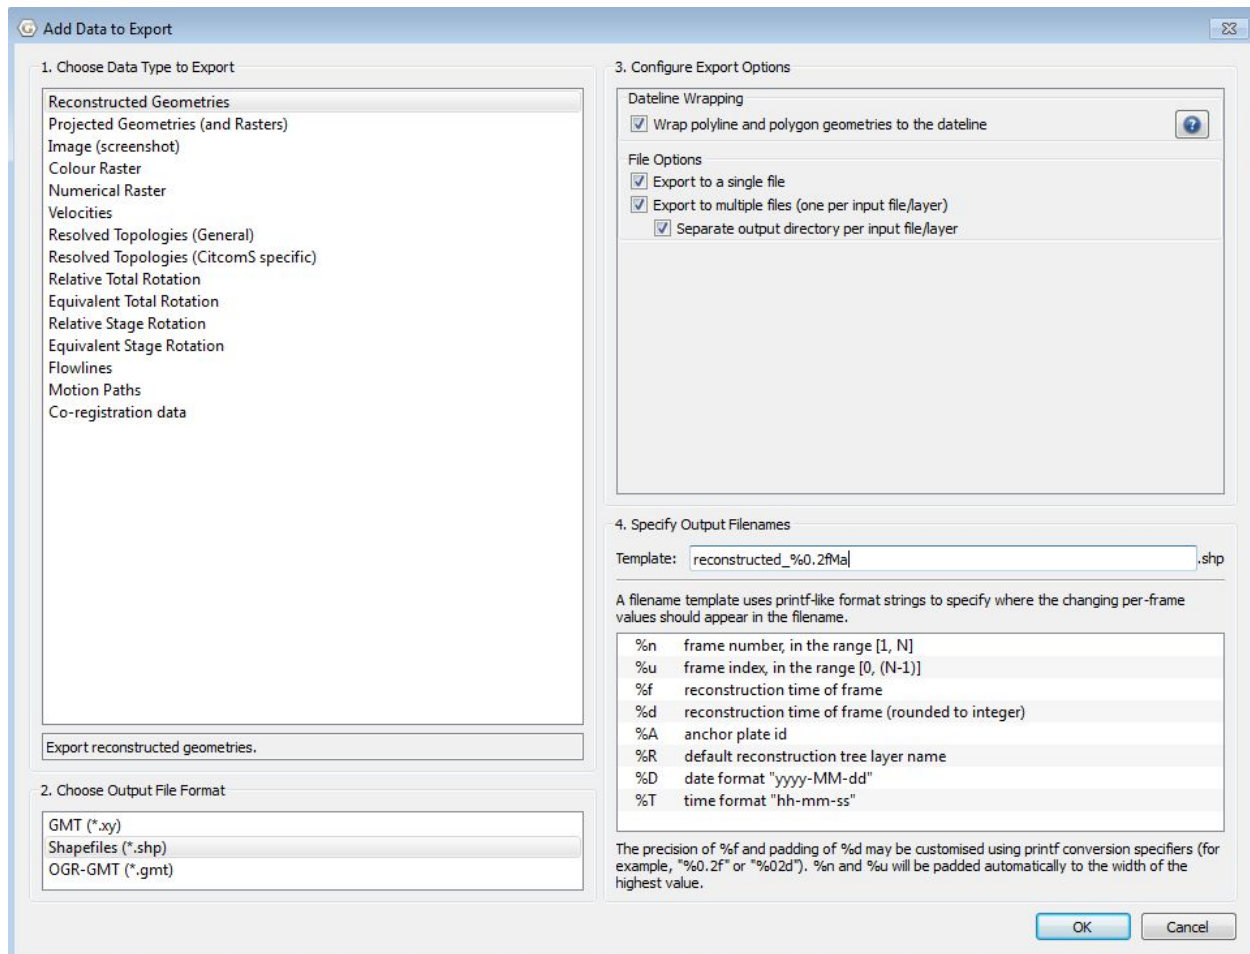 Add Data to Export
1. Choose Data Type to Export
Reconstructed Geometries
Projected Geometries (and Rasters)
Image (screenshot)
Colour Raster
Numerical Raster
Velocities
Resolved Topologies (General)
Resolved Topologies (CitcomS specific)
Relative Total Rotation
Equivalent Total Rotation
Relative Stage Rotation
Equivalent Stage Rotation
Flowlines
Motion Paths
Co-registration data
Export reconstructed geometries.
2. Choose Output File Format
GMT (*.xy)
Shapefiles (*.shp)
OGR-GMT (*.gmt)
3. Configure Export Options
Dateline Wrapping
Wrap polyline and polygon geometries to the dateline
File Options
Export to a single file
Export to multiple files (one per input file/layer)
Separate output directory per input file/layer
4. Specify Output Filenames
Template: reconstructed_%0.2fMa .shp
A filename template uses printf-like format strings to specify where the changing per-frame
values should appear in the filename.
%n frame number, in the range [1, N]
%u frame index, in the range [0, (N-1)]
%f reconstruction time of frame
%d reconstruction time of frame (rounded to integer)
%A anchor plate id
%R default reconstruction tree layer name
%D date format "yyyy-MM-dd"
%T time format "hh-mm-ss"
The precision of %f and padding of %d may be customised using printf conversion specifiers (for
example, "%0.2f" or "%02d"). %n and %u will be padded automatically to the width of the
highest value.
OK Cancel